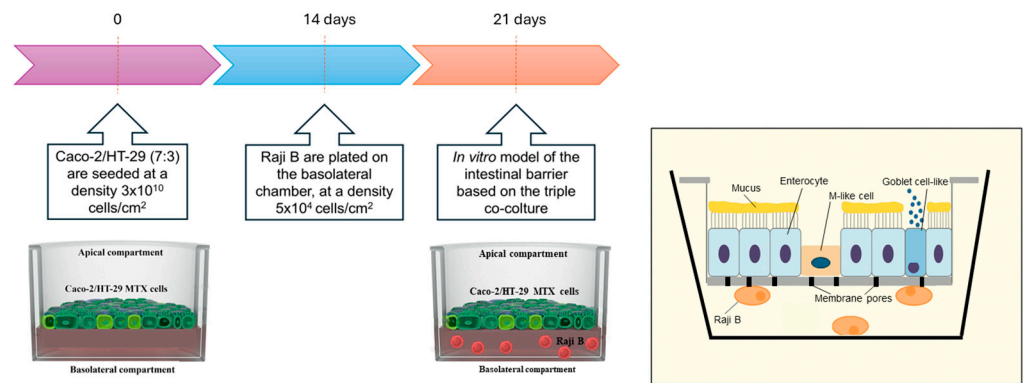 0
14 days
21 days
Caco-2/HT-29 (7:3)
are seeded at a
density 3x10¹⁰
cells/cm²
Raji B are plated on
the basolateral
chamber, at a density
5x10⁴ cells/cm²
In vitro model of the
intestinal barrier
based on the triple
co-colture
Apical compartment
Caco-2/HT-29 MTX cells
Basolateral compartment
Apical compartment
Caco-2/HT-29 MTX cells
Raji B
Basolateral compartment
Mucus
Enterocyte
M-like cell
Goblet cell-like
Membrane pores
Raji B